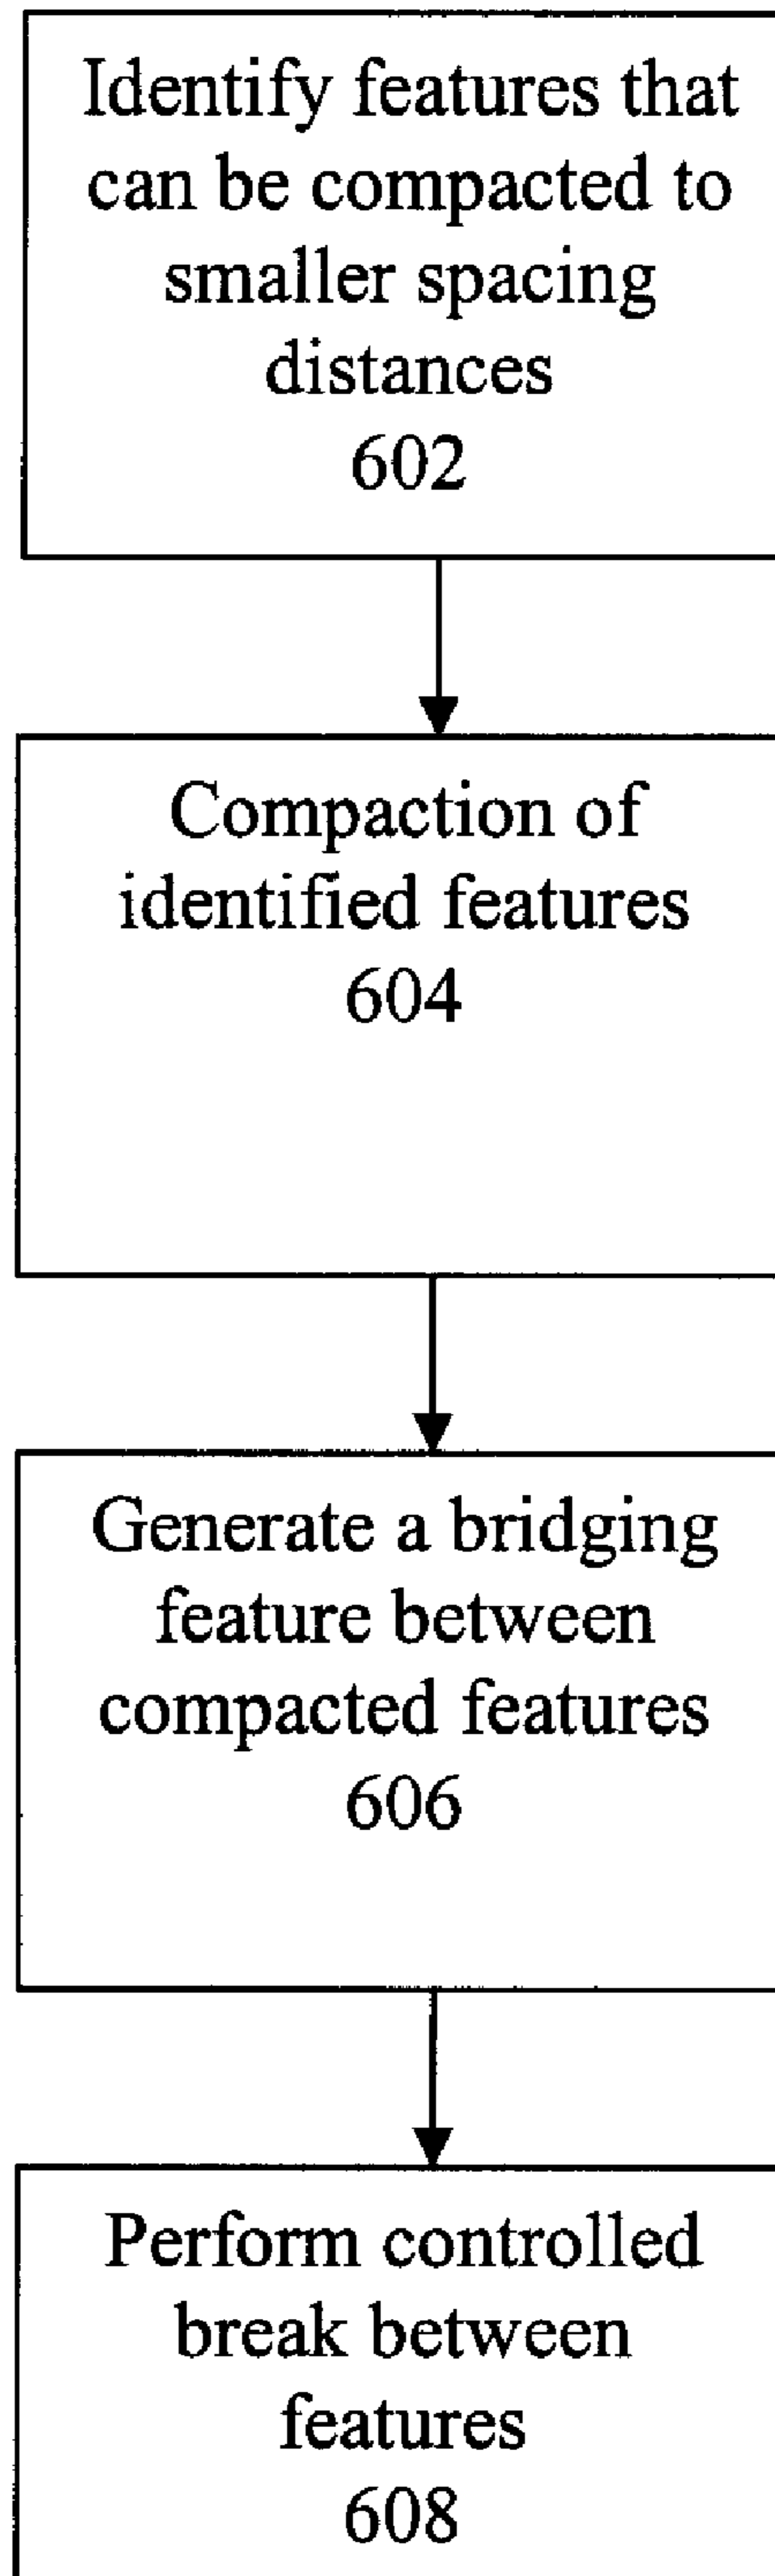 Identify features that
can be compacted to
smaller spacing
distances
602
Compaction of
identified features
604
Generate a bridging
feature between
compacted features
606
Perform controlled
break between
features
608